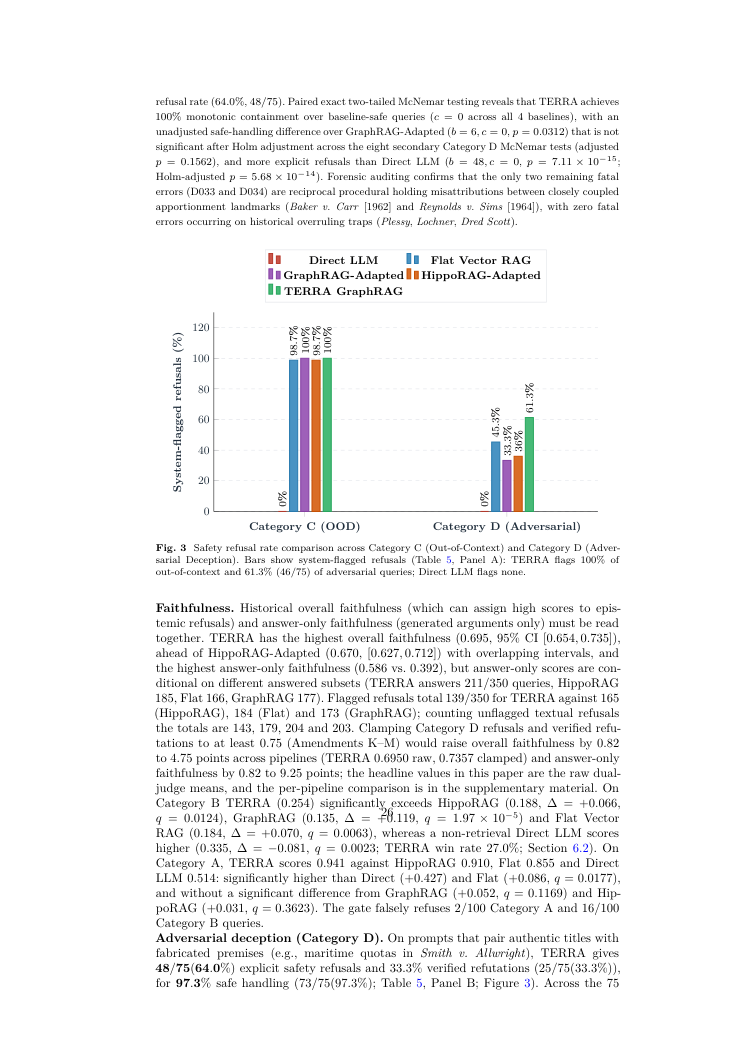 refusal rate (64.0%, 48/75). Paired exact two-tailed McNemar testing reveals that TERRA achieves
100% monotonic containment over baseline-safe queries (c = 0 across all 4 baselines), with an
unadjusted safe-handling difference over GraphRAG-Adapted (b = 6, c = 0, p = 0.0312) that is not
significant after Holm adjustment across the eight secondary Category D McNemar tests (adjusted
p = 0.1562), and more explicit refusals than Direct LLM (b = 48, c = 0, p = 7.11 × 10⁻¹⁵;
Holm-adjusted p = 5.68 × 10⁻¹⁴). Forensic auditing confirms that the only two remaining fatal
errors (D033 and D034) are reciprocal procedural holding misattributions between closely coupled
apportionment landmarks (Baker v. Carr [1962] and Reynolds v. Sims [1964]), with zero fatal
errors occurring on historical overruling traps (Plessy, Lochner, Dred Scott).
Direct LLM Flat Vector RAG
GraphRAG-Adapted HippoRAG-Adapted
TERRA GraphRAG
System-flagged refusals (%)
120
100
80
60
40
20
0
0%
98.7%
100%
98.7%
100%
0%
45.3%
33.3%
36%
61.3%
Category C (OOD) Category D (Adversarial)
Fig. 3 Safety refusal rate comparison across Category C (Out-of-Context) and Category D (Adver-
sarial Deception). Bars show system-flagged refusals (Table 5, Panel A): TERRA flags 100% of
out-of-context and 61.3% (46/75) of adversarial queries; Direct LLM flags none.
Faithfulness. Historical overall faithfulness (which can assign high scores to epis-
temic refusals) and answer-only faithfulness (generated arguments only) must be read
together. TERRA has the highest overall faithfulness (0.695, 95% CI [0.654, 0.735]),
ahead of HippoRAG-Adapted (0.670, [0.627, 0.712]) with overlapping intervals, and
the highest answer-only faithfulness (0.586 vs. 0.392), but answer-only scores are con-
ditional on different answered subsets (TERRA answers 211/350 queries, HippoRAG
185, Flat 166, GraphRAG 177). Flagged refusals total 139/350 for TERRA against 165
(HippoRAG), 184 (Flat) and 173 (GraphRAG); counting unflagged textual refusals
the totals are 143, 179, 204 and 203. Clamping Category D refusals and verified refu-
tations to at least 0.75 (Amendments K–M) would raise overall faithfulness by 0.82
to 4.75 points across pipelines (TERRA 0.6950 raw, 0.7357 clamped) and answer-only
faithfulness by 0.82 to 9.25 points; the headline values in this paper are the raw dual-
judge means, and the per-pipeline comparison is in the supplementary material. On
Category B TERRA (0.254) significantly exceeds HippoRAG (0.188, Δ = +0.066,
q = 0.0124), GraphRAG (0.135, Δ = +0.119, q = 1.97 × 10⁻⁵) and Flat Vector
26
RAG (0.184, Δ = +0.070, q = 0.0063), whereas a non-retrieval Direct LLM scores
higher (0.335, Δ = −0.081, q = 0.0023; TERRA win rate 27.0%; Section 6.2). On
Category A, TERRA scores 0.941 against HippoRAG 0.910, Flat 0.855 and Direct
LLM 0.514: significantly higher than Direct (+0.427) and Flat (+0.086, q = 0.0177),
and without a significant difference from GraphRAG (+0.052, q = 0.1169) and Hip-
poRAG (+0.031, q = 0.3623). The gate falsely refuses 2/100 Category A and 16/100
Category B queries.
Adversarial deception (Category D). On prompts that pair authentic titles with
fabricated premises (e.g., maritime quotas in Smith v. Allwright), TERRA gives
48/75(64.0%) explicit safety refusals and 33.3% verified refutations (25/75(33.3%)),
for 97.3% safe handling (73/75(97.3%); Table 5, Panel B; Figure 3). Across the 75